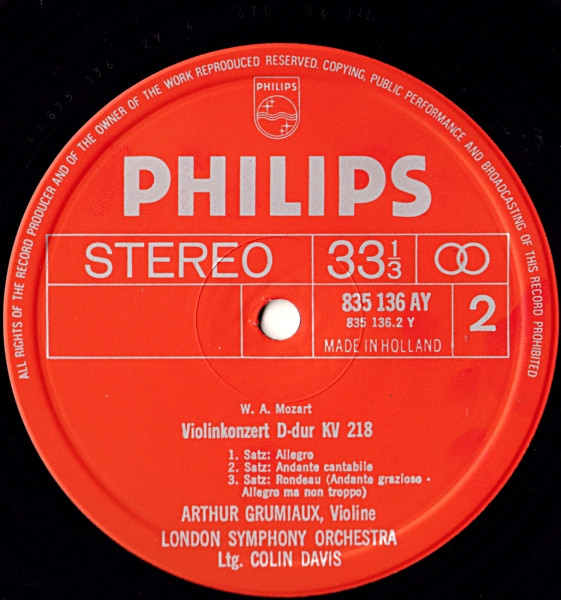 ALL RIGHTS OF THE RECORD PRODUCER AND OF THE OWNER OF THE WORK REPRODUCED RESERVED. COPYING, PUBLIC PERFORMANCE AND BROADCASTING OF THIS RECORD PROHIBITED
PHILIPS
PHILIPS
STEREO 33 1/3
835 136 AY
835 136.2 Y
2
MADE IN HOLLAND
W. A. Mozart
Violinkonzert D-dur KV 218
1. Satz: Allegro
2. Satz: Andante cantabile
3. Satz: Rondeau (Andante grazioso -
Allegro ma non troppo)
ARTHUR GRUMIAUX, Violine
LONDON SYMPHONY ORCHESTRA
Ltg. COLIN DAVIS